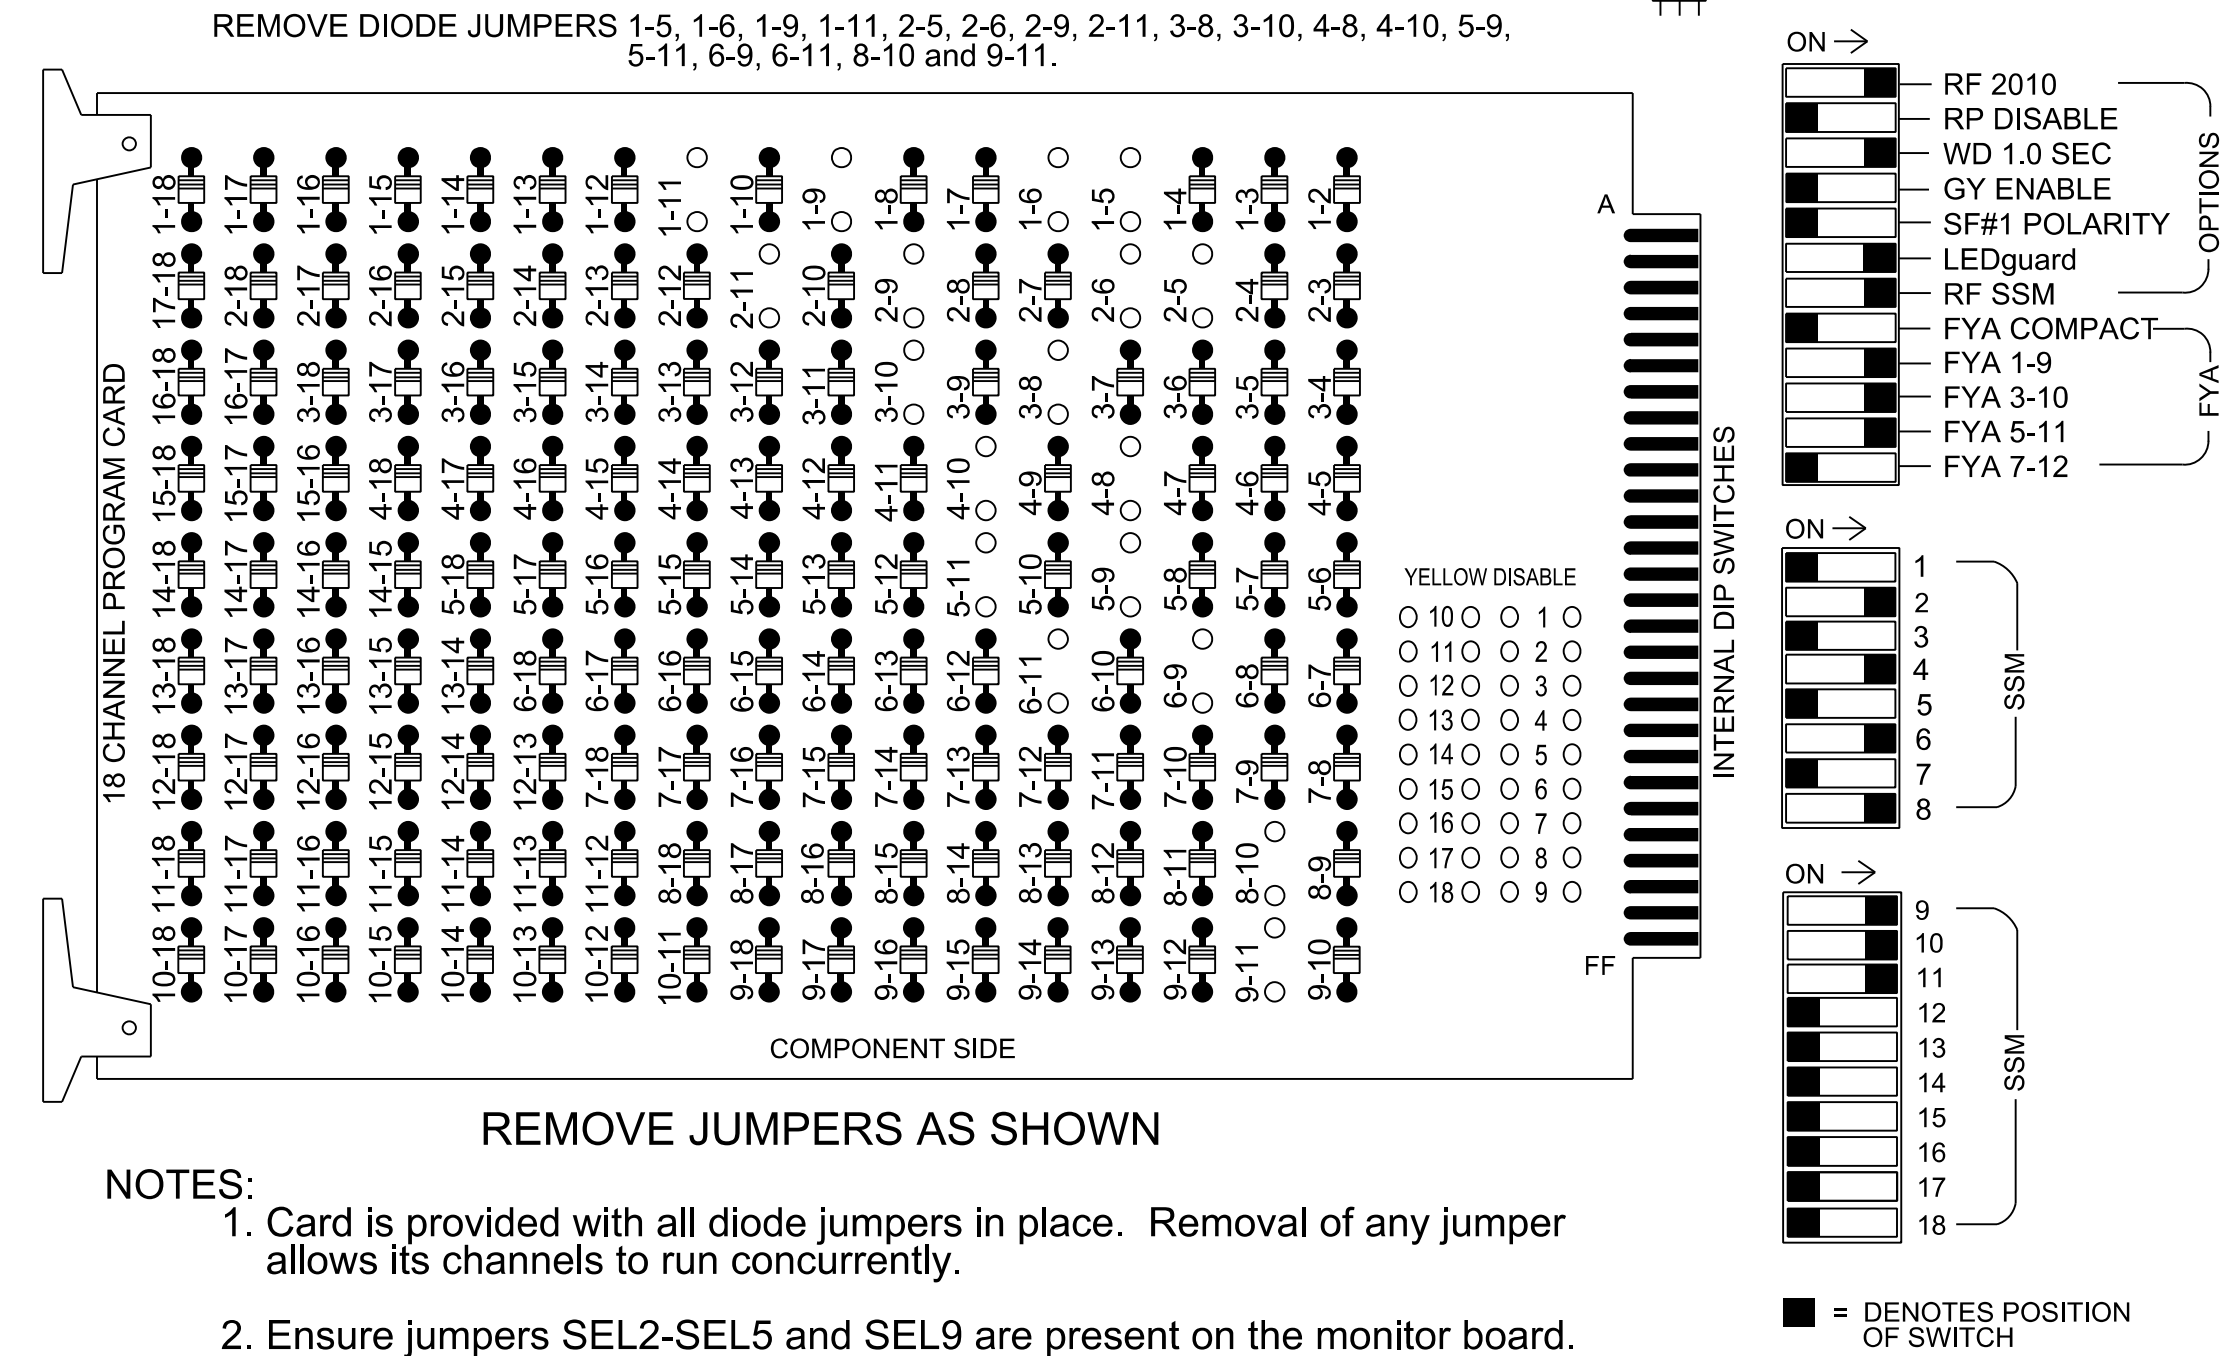 REMOVE DIODE JUMPERS 1-5, 1-6, 1-9, 1-11, 2-5, 2-6, 2-9, 2-11, 3-8, 3-10, 4-8, 4-10, 5-9,
5-11, 6-9, 6-11, 8-10 and 9-11.
18 CHANNEL PROGRAM CARD
1-18 1-17 1-16 1-15 1-14 1-13 1-12 1-11 1-10 1-9 1-8 1-7 1-6 1-5 1-4 1-3 1-2
17-18 2-18 2-17 2-16 2-15 2-14 2-13 2-12 2-11 2-10 2-9 2-8 2-7 2-6 2-5 2-4 2-3
16-18 16-17 3-18 3-17 3-16 3-15 3-14 3-13 3-12 3-11 3-10 3-9 3-8 3-7 3-6 3-5 3-4
15-18 15-17 15-16 4-18 4-17 4-16 4-15 4-14 4-13 4-12 4-11 4-10 4-9 4-8 4-7 4-6 4-5
14-18 14-17 14-16 14-15 5-18 5-17 5-16 5-15 5-14 5-13 5-12 5-11 5-10 5-9 5-8 5-7 5-6
13-18 13-17 13-16 13-15 13-14 6-18 6-17 6-16 6-15 6-14 6-13 6-12 6-11 6-10 6-9 6-8 6-7
12-18 12-17 12-16 12-15 12-14 12-13 7-18 7-17 7-16 7-15 7-14 7-13 7-12 7-11 7-10 7-9 7-8
11-18 11-17 11-16 11-15 11-14 11-13 11-12 8-18 8-17 8-16 8-15 8-14 8-13 8-12 8-11 8-10 8-9
10-18 10-17 10-16 10-15 10-14 10-13 10-12 10-11 9-18 9-17 9-16 9-15 9-14 9-13 9-12 9-11 9-10
YELLOW DISABLE
10 1
11 2
12 3
13 4
14 5
15 6
16 7
17 8
18 9
A
FF
COMPONENT SIDE
INTERNAL DIP SWITCHES
ON
RF 2010
RP DISABLE
WD 1.0 SEC
GY ENABLE
SF#1 POLARITY
LEDguard
RF SSM
OPTIONS
FYA COMPACT
FYA 1-9
FYA 3-10
FYA 5-11
FYA 7-12
FYA
ON
1
2
3
4
5
6
7
8
SSM
ON
9
10
11
12
13
14
15
16
17
18
SSM
= DENOTES POSITION
OF SWITCH
REMOVE JUMPERS AS SHOWN
NOTES:
1. Card is provided with all diode jumpers in place. Removal of any jumper
allows its channels to run concurrently.
2. Ensure jumpers SEL2-SEL5 and SEL9 are present on the monitor board.